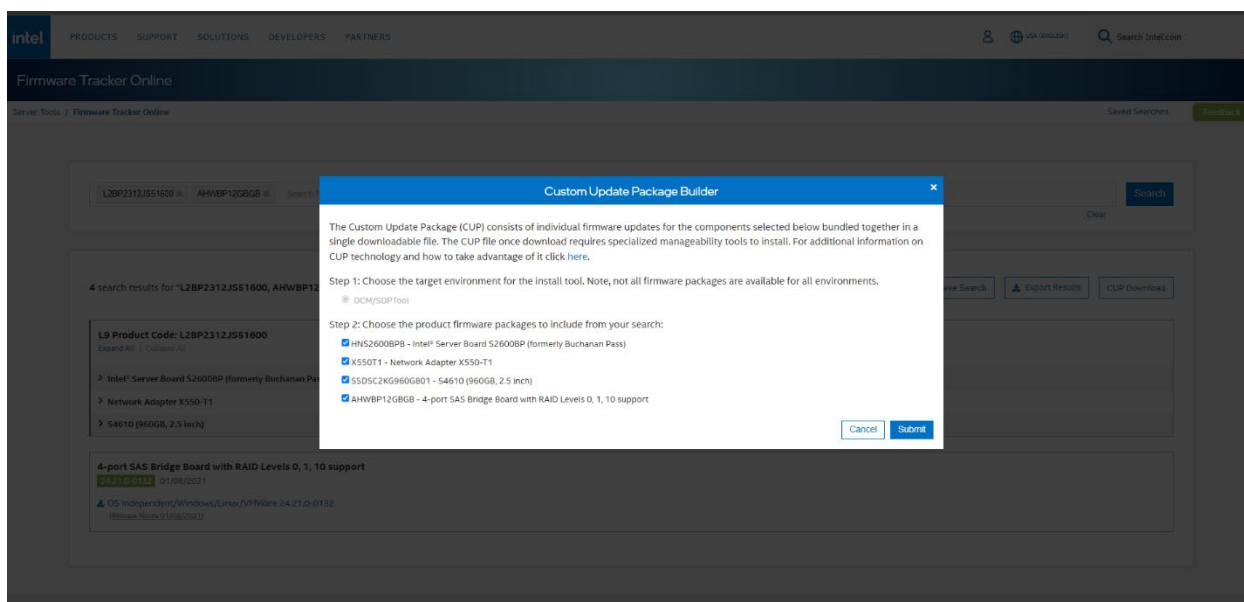 intel
PRODUCTS SUPPORT SOLUTIONS DEVELOPERS PARTNERS
USA (ENGLISH)
Search Intel.com
Firmware Tracker Online
Server Tools / Firmware Tracker Online
Saved Searches
Feedback
L2BP2312JS51600 AHWBP12GBGB
Search
Clear
Custom Update Package Builder ×
The Custom Update Package (CUP) consists of individual firmware updates for the components selected below bundled together in a
single downloadable file. The CUP file once download requires specialized manageability tools to install. For additional information on
CUP technology and how to take advantage of it click here.
Step 1: Choose the target environment for the install tool. Note, not all firmware packages are available for all environments.
DCM/SDPTool
Step 2: Choose the product firmware packages to include from your search:
HNS2600BPB - Intel® Server Board S2600BP (formerly Buchanan Pass)
X550T1 - Network Adapter X550-T1
SSDSC2KG960G801 - S4610 (960GB, 2.5 inch)
AHWBP12GBGB - 4-port SAS Bridge Board with RAID Levels 0, 1, 10 support
Cancel Submit
4 search results for "L2BP2312JS51600, AHWBP12
Search
Export Results
CUP Download
L9 Product Code: L2BP2312JS51600
Expand All | Collapse All
Intel® Server Board S2600BP (formerly Buchanan Pas
Network Adapter X550-T1
S4610 (960GB, 2.5 inch)
4-port SAS Bridge Board with RAID Levels 0, 1, 10 support
24.21.0-0132 01/08/2021
OS Independent/Windows/Linux/VMWare 24.21.0-0132
(Release Notes 01/08/2021)